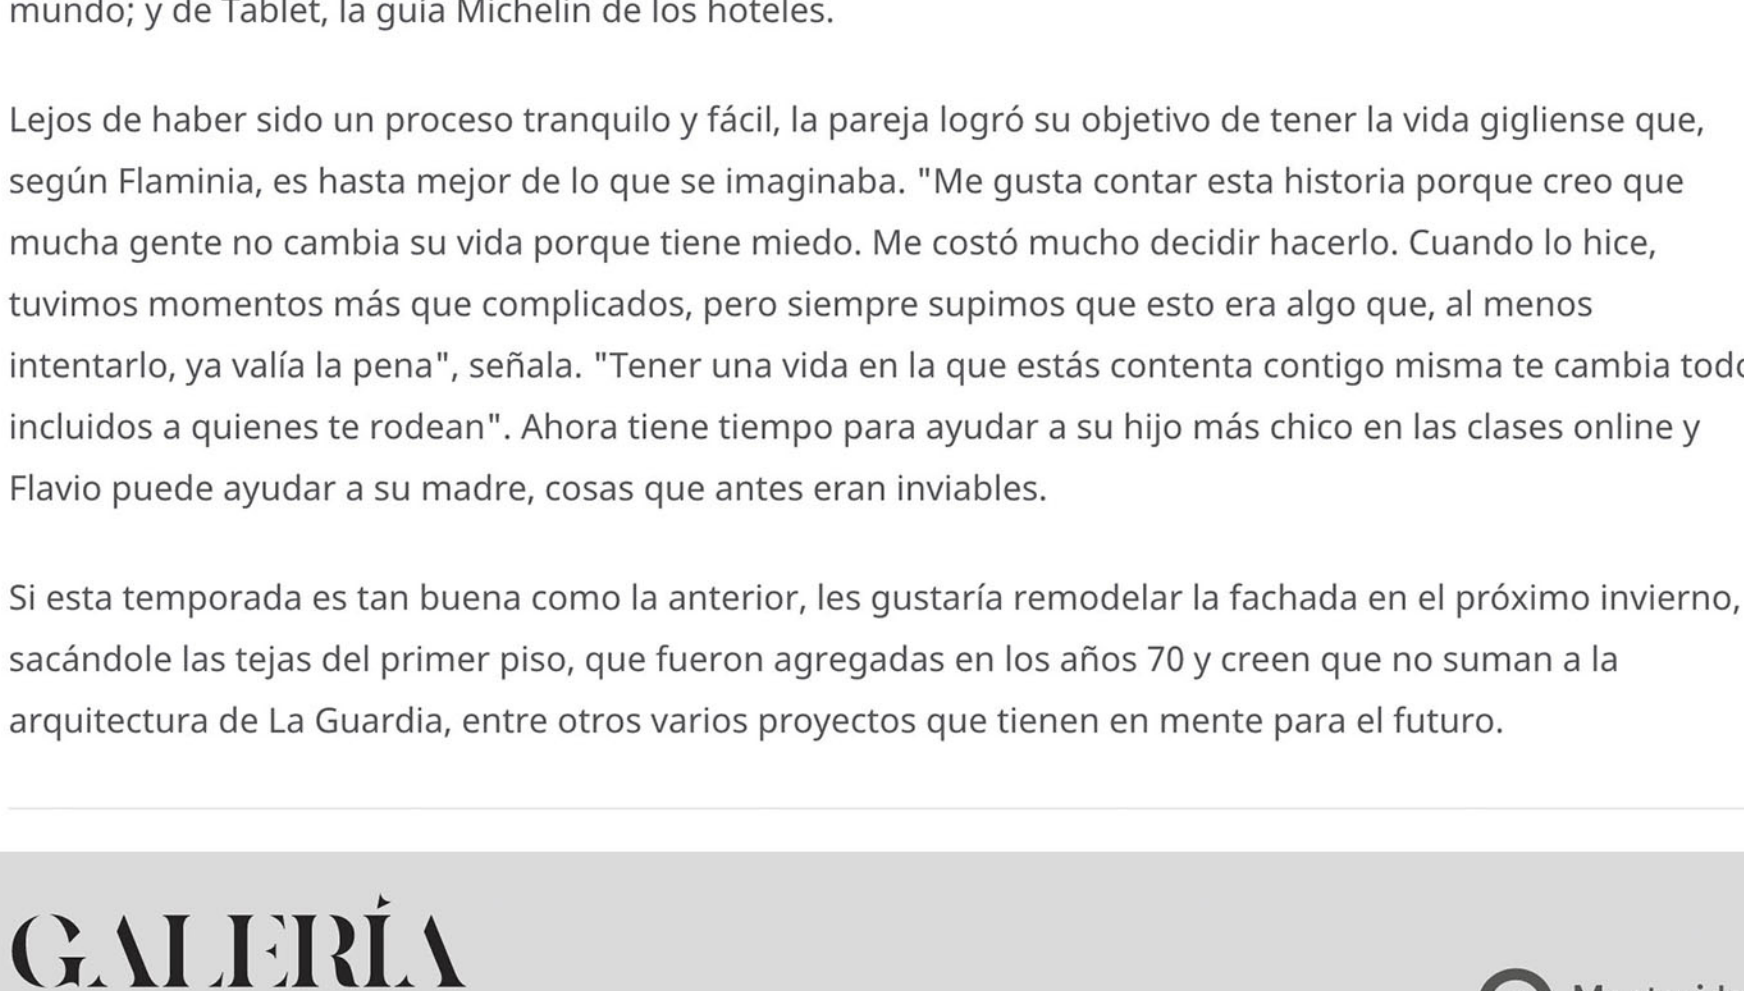 mundo; y de Tablet, la guía Michelin de los hoteles.
Lejos de haber sido un proceso tranquilo y fácil, la pareja logró su objetivo de tener la vida gigliense que,
según Flaminia, es hasta mejor de lo que se imaginaba. "Me gusta contar esta historia porque creo que
mucha gente no cambia su vida porque tiene miedo. Me costó mucho decidir hacerlo. Cuando lo hice,
tuvimos momentos más que complicados, pero siempre supimos que esto era algo que, al menos
intentarlo, ya valía la pena", señala. "Tener una vida en la que estás contenta contigo misma te cambia todo
incluidos a quienes te rodean". Ahora tiene tiempo para ayudar a su hijo más chico en las clases online y
Flavio puede ayudar a su madre, cosas que antes eran inviables.
Si esta temporada es tan buena como la anterior, les gustaría remodelar la fachada en el próximo invierno,
sacándole las tejas del primer piso, que fueron agregadas en los años 70 y creen que no suman a la
arquitectura de La Guardia, entre otros varios proyectos que tienen en mente para el futuro.
GALERÍA